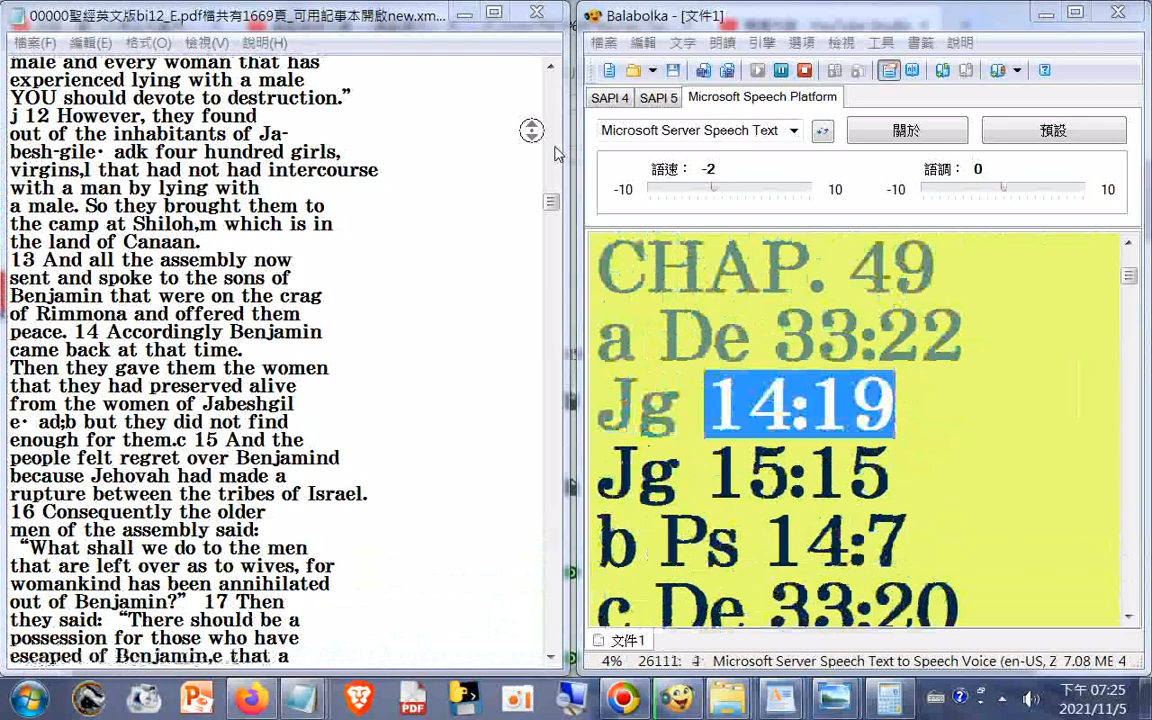 00000聖經英文版bi12_E.pdf檔共有1669頁_可用記事本開啟new.xm...
檔案(F) 編輯(E) 格式(O) 檢視(V) 說明(H)
male and every woman that has
experienced lying with a male
YOU should devote to destruction.”
j 12 However, they found
out of the inhabitants of Ja-
besh-gile· adk four hundred girls,
virgins,l that had not had intercourse
with a man by lying with
a male. So they brought them to
the camp at Shiloh,m which is in
the land of Canaan.
13 And all the assembly now
sent and spoke to the sons of
Benjamin that were on the crag
of Rimmona and offered them
peace. 14 Accordingly Benjamin
came back at that time.
Then they gave them the women
that they had preserved alive
from the women of Jabeshgil
e· ad;b but they did not find
enough for them.c 15 And the
people felt regret over Benjamind
because Jehovah had made a
rupture between the tribes of Israel.
16 Consequently the older
men of the assembly said:
“What shall we do to the men
that are left over as to wives, for
womankind has been annihilated
out of Benjamin?” 17 Then
they said: “There should be a
possession for those who have
escaped of Benjamin,e that a
Balabolka - [文件1]
檔案 編輯 文字 朗讀 引擎 選項 檢視 工具 書籤 說明
SAPI 4 SAPI 5 Microsoft Speech Platform
Microsoft Server Speech Text 關於 預設
語速： -2 語調： 0
-10 10 -10 10
CHAP. 49
a De 33:22
Jg 14:19
Jg 15:15
b Ps 14:7
c De 33:20
文件1
4% 26111: Microsoft Server Speech Text to Speech Voice (en-US, Z 7.08 ME 4
下午 07:25
2021/11/5